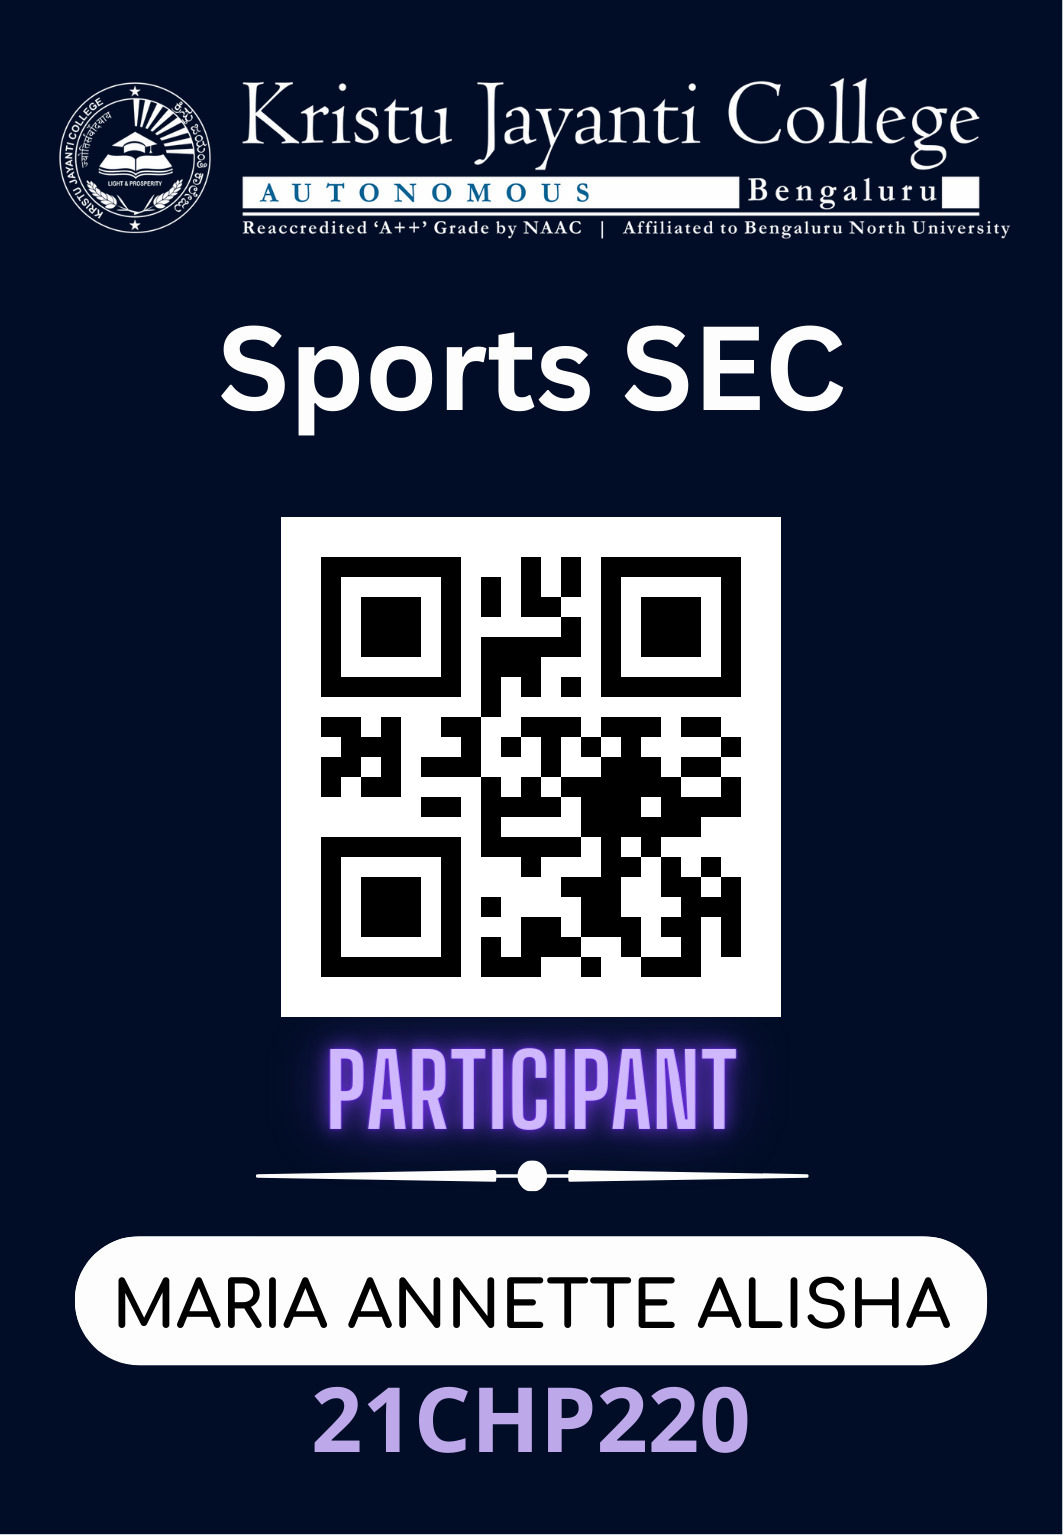 KRISTU JAYANTI COLLEGE
ಕ್ರಿಸ್ತು ಜಯಂತಿ ಕಾಲೇಜು
LIGHT & PROSPERITY
Kristu Jayanti College
AUTONOMOUS Bengaluru
Reaccredited ‘A++’ Grade by NAAC | Affiliated to Bengaluru North University
Sports SEC
PARTICIPANT
MARIA ANNETTE ALISHA
21CHP220